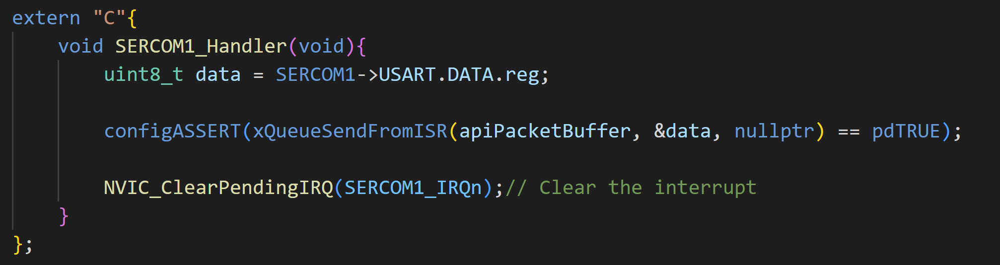 extern "C"{
    void SERCOM1_Handler(void){
        uint8_t data = SERCOM1->USART.DATA.reg;
        configASSERT(xQueueSendFromISR(apiPacketBuffer, &data, nullptr) == pdTRUE);
        NVIC_ClearPendingIRQ(SERCOM1_IRQn);// Clear the interrupt
    }
};